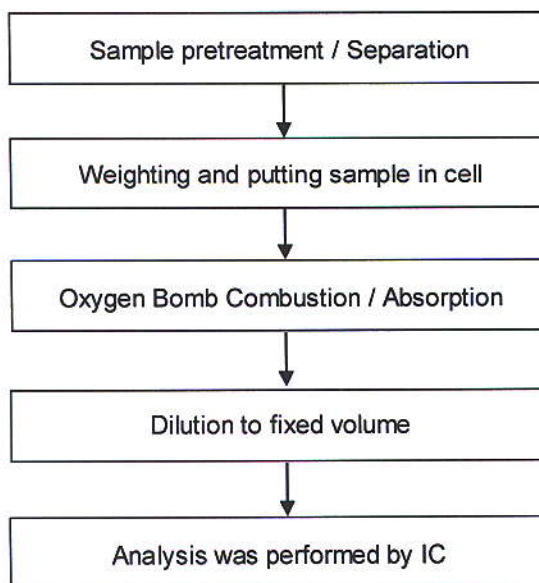 Sample pretreatment / Separation
Weighting and putting sample in cell
Oxygen Bomb Combustion / Absorption
Dilution to fixed volume
Analysis was performed by IC